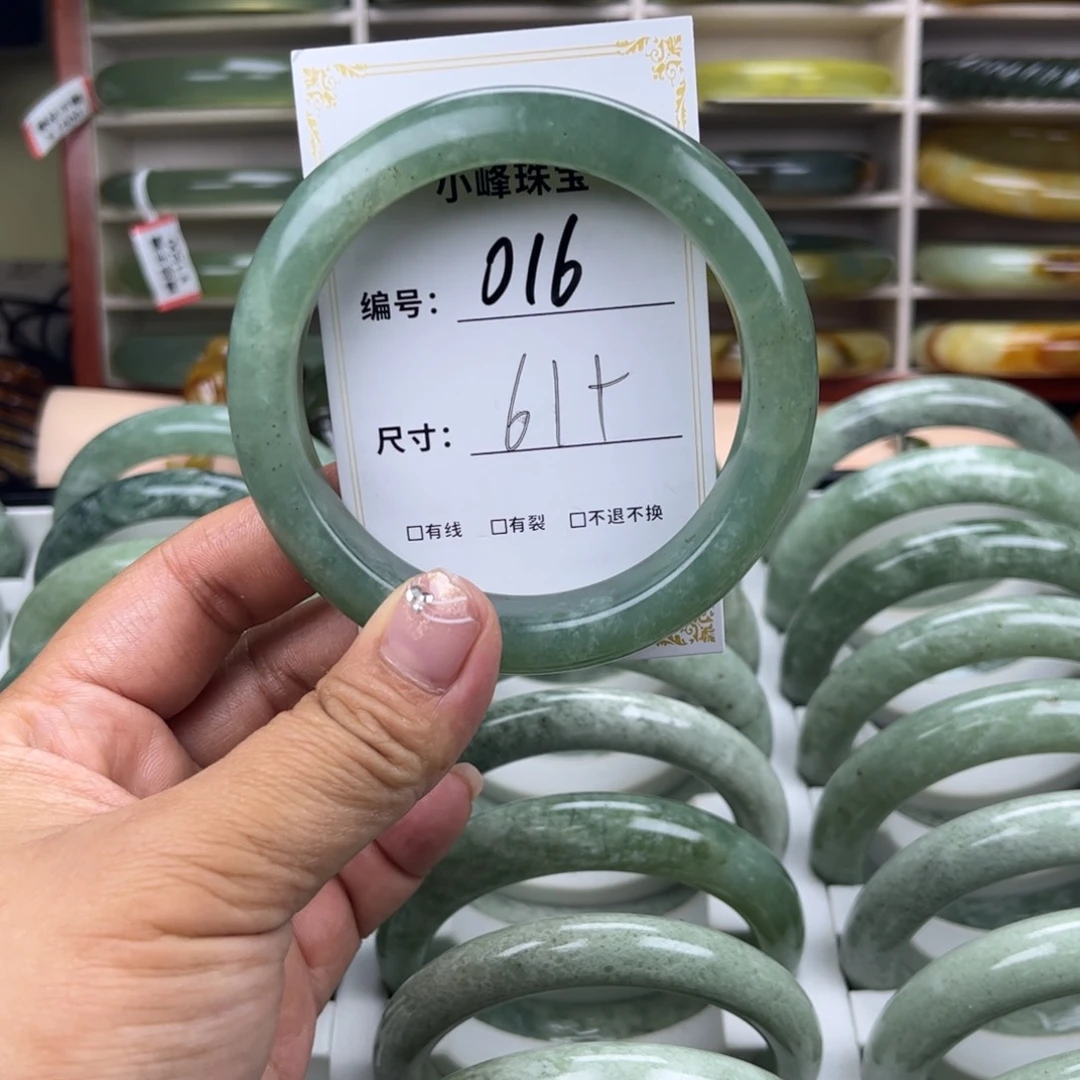 小峰珠宝
编号：016
尺寸：61+
□有线 □有裂 □不退不换